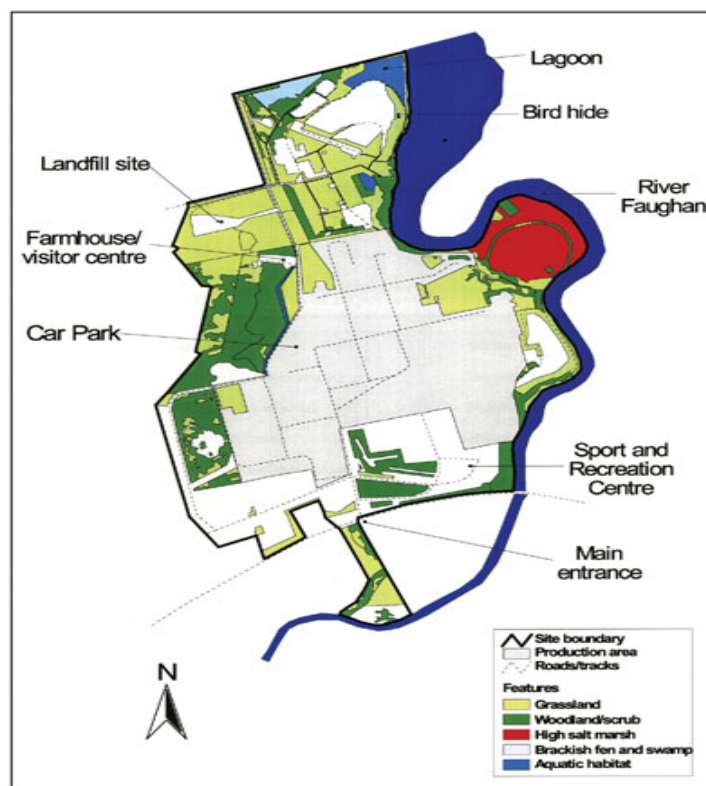 Lagoon
Bird hide
Landfill site
River
Faughan
Farmhouse/
visitor centre
Car Park
Sport and
Recreation
Centre
Main
entrance
N
Site boundary
Production area
Roads/tracks
Features
Grassland
Woodland/scrub
High salt marsh
Brackish fen and swamp
Aquatic habitat